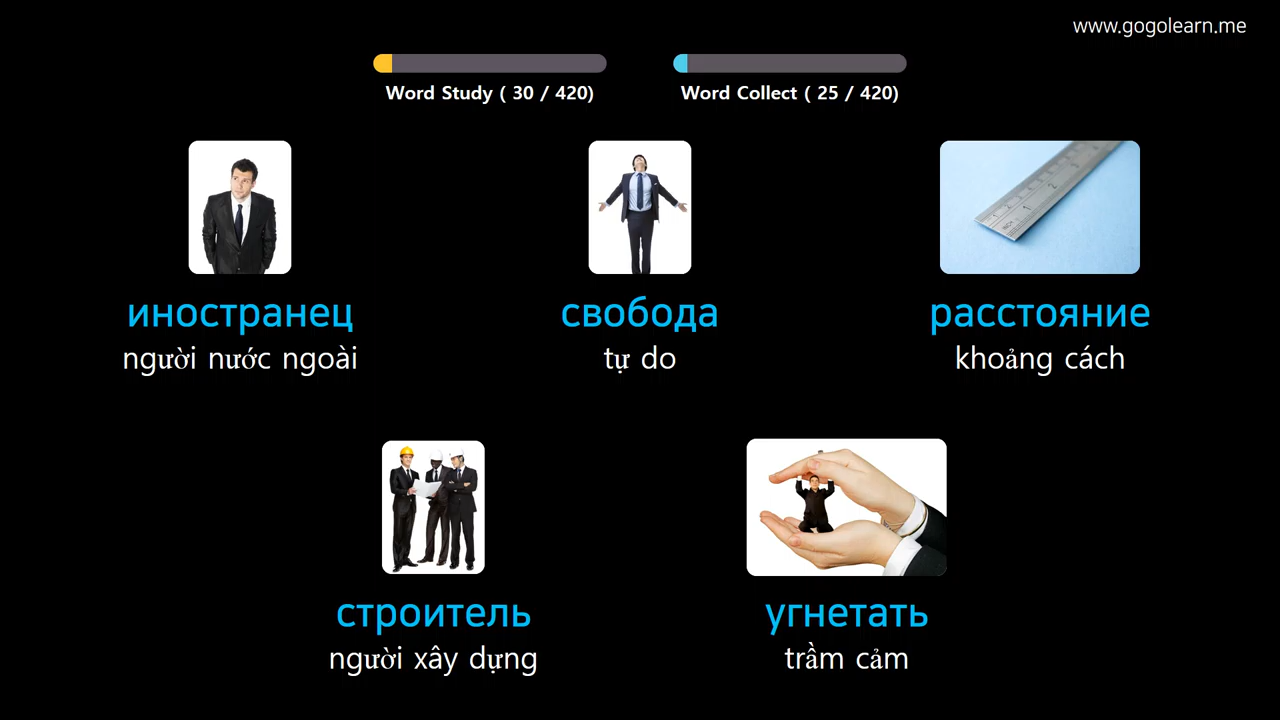 www.gogolearn.me
Word Study ( 30 / 420)
Word Collect ( 25 / 420)
иностранец
người nước ngoài
свобода
tự do
расстояние
khoảng cách
строитель
người xây dựng
угнетать
trầm cảm